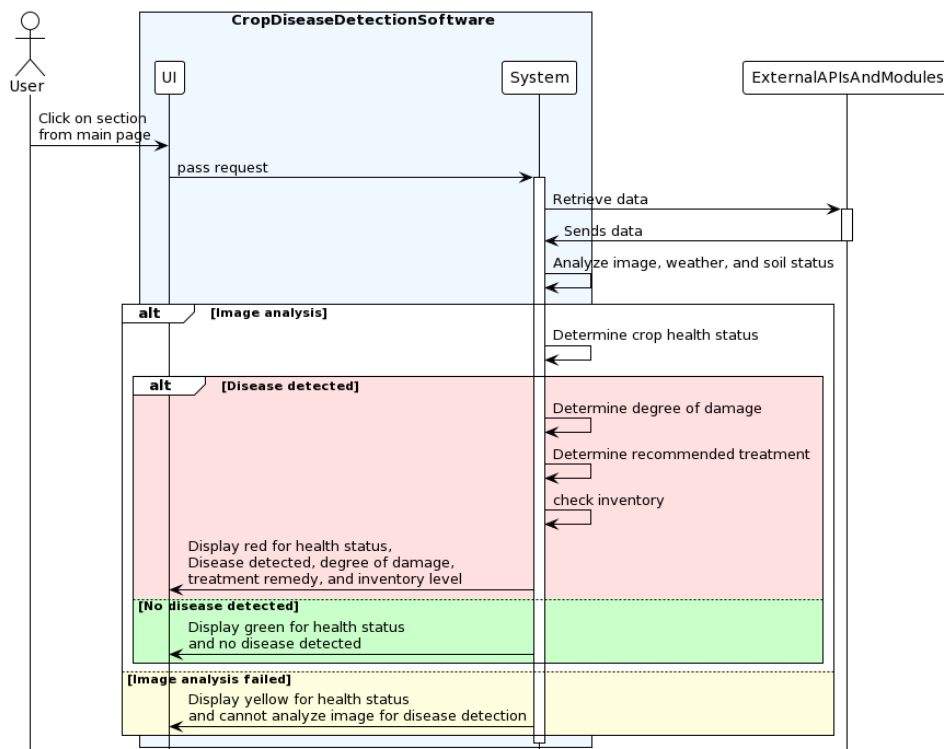 CropDiseaseDetectionSoftware
User
UI
System
ExternalAPIsAndModules
Click on section
from main page
pass request
Retrieve data
Sends data
Analyze image, weather, and soil status
alt
[Image analysis]
Determine crop health status
alt
[Disease detected]
Determine degree of damage
Determine recommended treatment
check inventory
Display red for health status,
Disease detected, degree of damage,
treatment remedy, and inventory level
[No disease detected]
Display green for health status
and no disease detected
[Image analysis failed]
Display yellow for health status
and cannot analyze image for disease detection